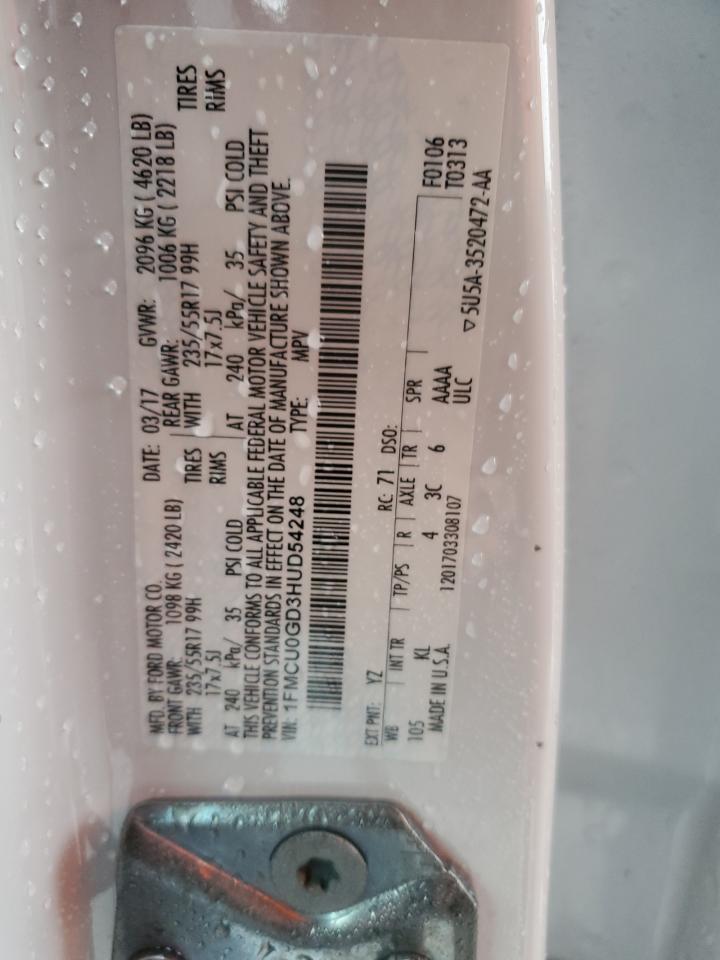 MFD. BY FORD MOTOR CO. DATE: 03/17 GVWR: 2096 KG ( 4620 LB)
FRONT GAWR: 1098 KG ( 2420 LB) REAR GAWR: 1006 KG ( 2218 LB)
WITH 235/55R17 99H TIRES WITH 235/55R17 99H TIRES
17x7.5J RIMS 17x7.5J RIMS
AT 240 kPa/ 35 PSI COLD AT 240 kPa/ 35 PSI COLD
THIS VEHICLE CONFORMS TO ALL APPLICABLE FEDERAL MOTOR VEHICLE SAFETY AND THEFT
PREVENTION STANDARDS IN EFFECT ON THE DATE OF MANUFACTURE SHOWN ABOVE.
VIN: 1FMCU0GD3HUD54248 TYPE: MPV
EXT PNT: YZ RC: 71 DSO: F0106
WB INT TR TP/PS R AXLE TR SPR T0313
105 KL 4 3C 6 AAAA
MADE IN U.S.A. 1201703308107 ULC ▽5U5A-3520472-AA